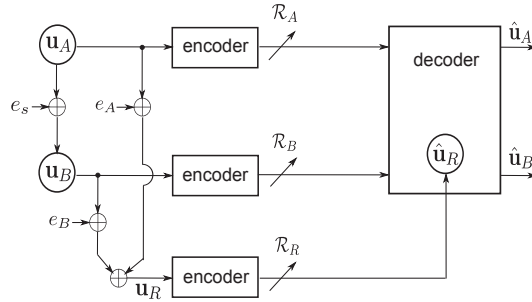 𝓡_A
û_A
u_A
encoder
decoder
e_s
e_A
𝓡_B
û_R
û_B
u_B
encoder
e_B
𝓡_R
u_R
encoder